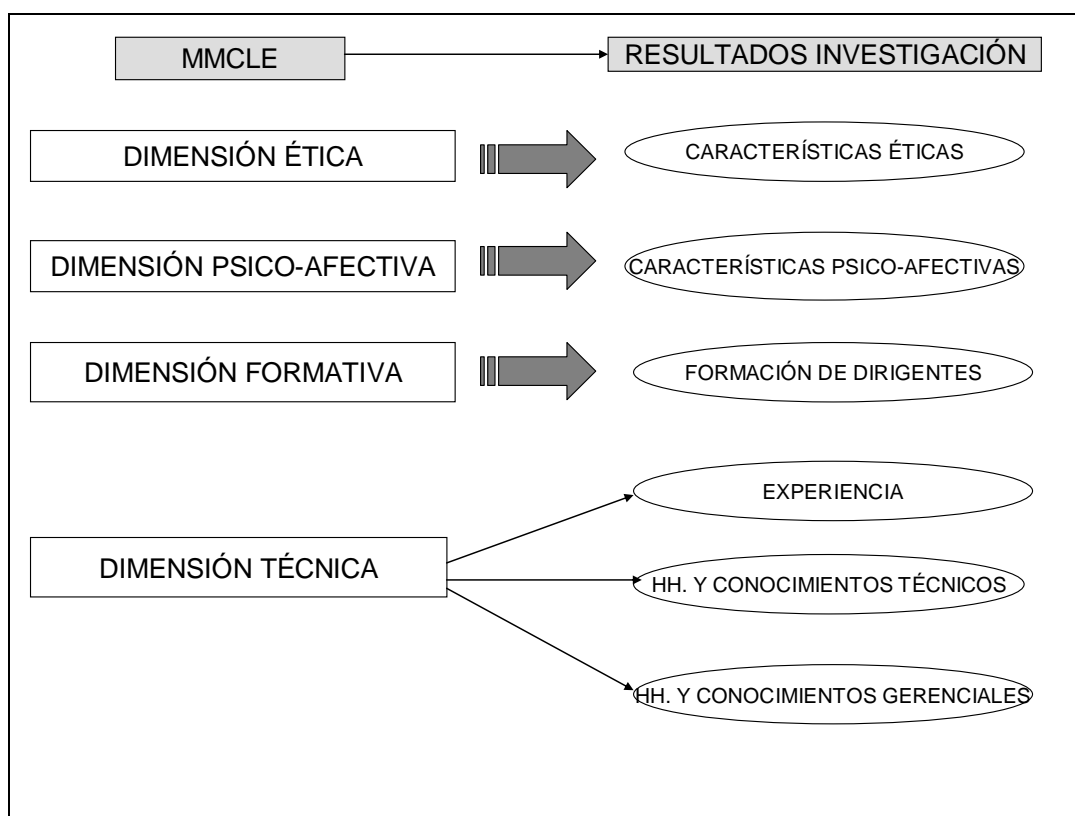 MMCLE
RESULTADOS INVESTIGACIÓN
DIMENSIÓN ÉTICA
CARACTERÍSTICAS ÉTICAS
DIMENSIÓN PSICO-AFECTIVA
CARACTERÍSTICAS PSICO-AFECTIVAS
DIMENSIÓN FORMATIVA
FORMACIÓN DE DIRIGENTES
EXPERIENCIA
DIMENSIÓN TÉCNICA
HH. Y CONOCIMIENTOS TÉCNICOS
HH. Y CONOCIMIENTOS GERENCIALES